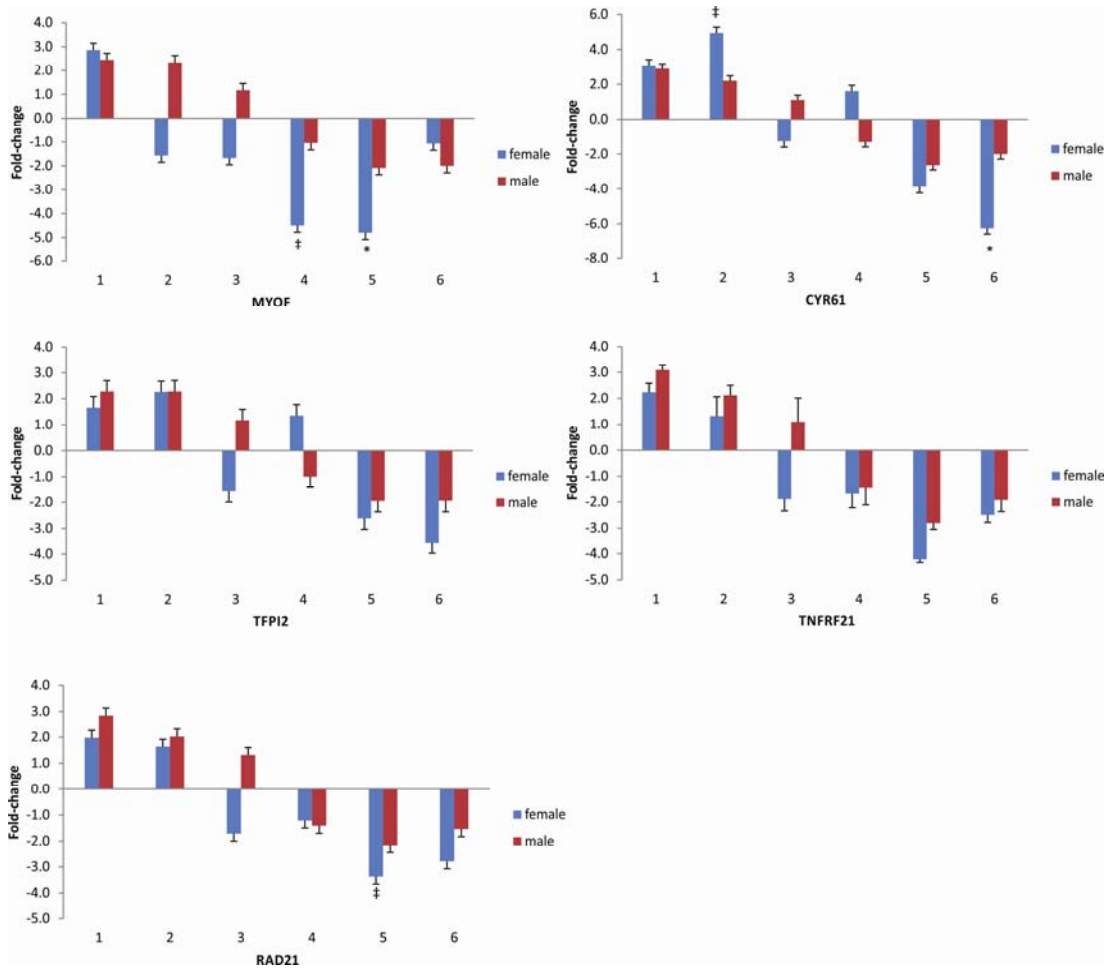 4.0
3.0
2.0
1.0
0.0
-1.0
-2.0
-3.0
-4.0
-5.0
-6.0
Fold-change
‡ *
female
male
1 2 3 4 5 6
MYOF
6.0
4.0
2.0
0.0
-2.0
-4.0
-6.0
-8.0
Fold-change
‡
*
female
male
1 2 3 4 5 6
CYR61
4.0
3.0
2.0
1.0
0.0
-1.0
-2.0
-3.0
-4.0
-5.0
Fold-change
female
male
1 2 3 4 5 6
TFPI2
4.0
3.0
2.0
1.0
0.0
-1.0
-2.0
-3.0
-4.0
-5.0
Fold-change
female
male
1 2 3 4 5 6
TNFRF21
4.0
3.0
2.0
1.0
0.0
-1.0
-2.0
-3.0
-4.0
-5.0
Fold-change
‡
female
male
1 2 3 4 5 6
RAD21